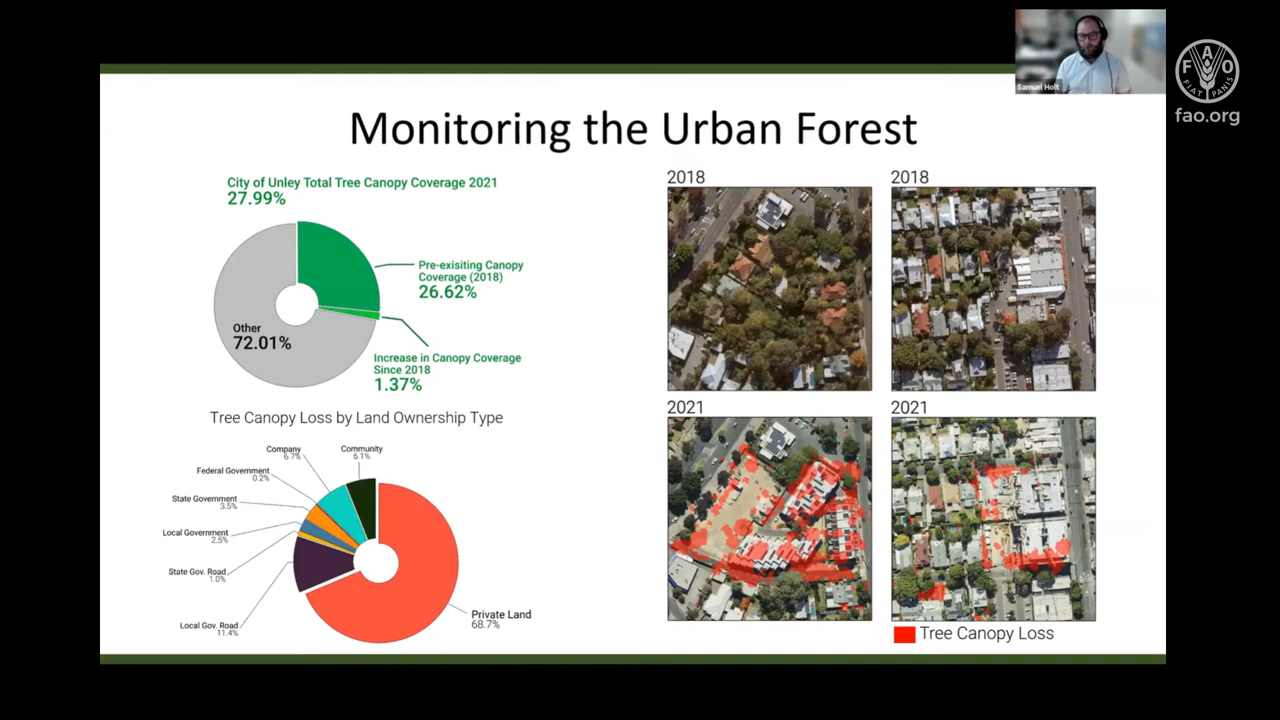 Samuel Holt
F A O
FIAT PANIS
fao.org
Monitoring the Urban Forest
City of Unley Total Tree Canopy Coverage 2021
27.99%
Pre-exisiting Canopy
Coverage (2018)
26.62%
Other
72.01%
Increase in Canopy Coverage
Since 2018
1.37%
Tree Canopy Loss by Land Ownership Type
Company
6.7%
Community
6.1%
Federal Government
0.2%
State Government
3.5%
Local Government
2.5%
State Gov. Road
1.0%
Local Gov. Road
11.4%
Private Land
68.7%
2018
2018
2021
2021
Tree Canopy Loss